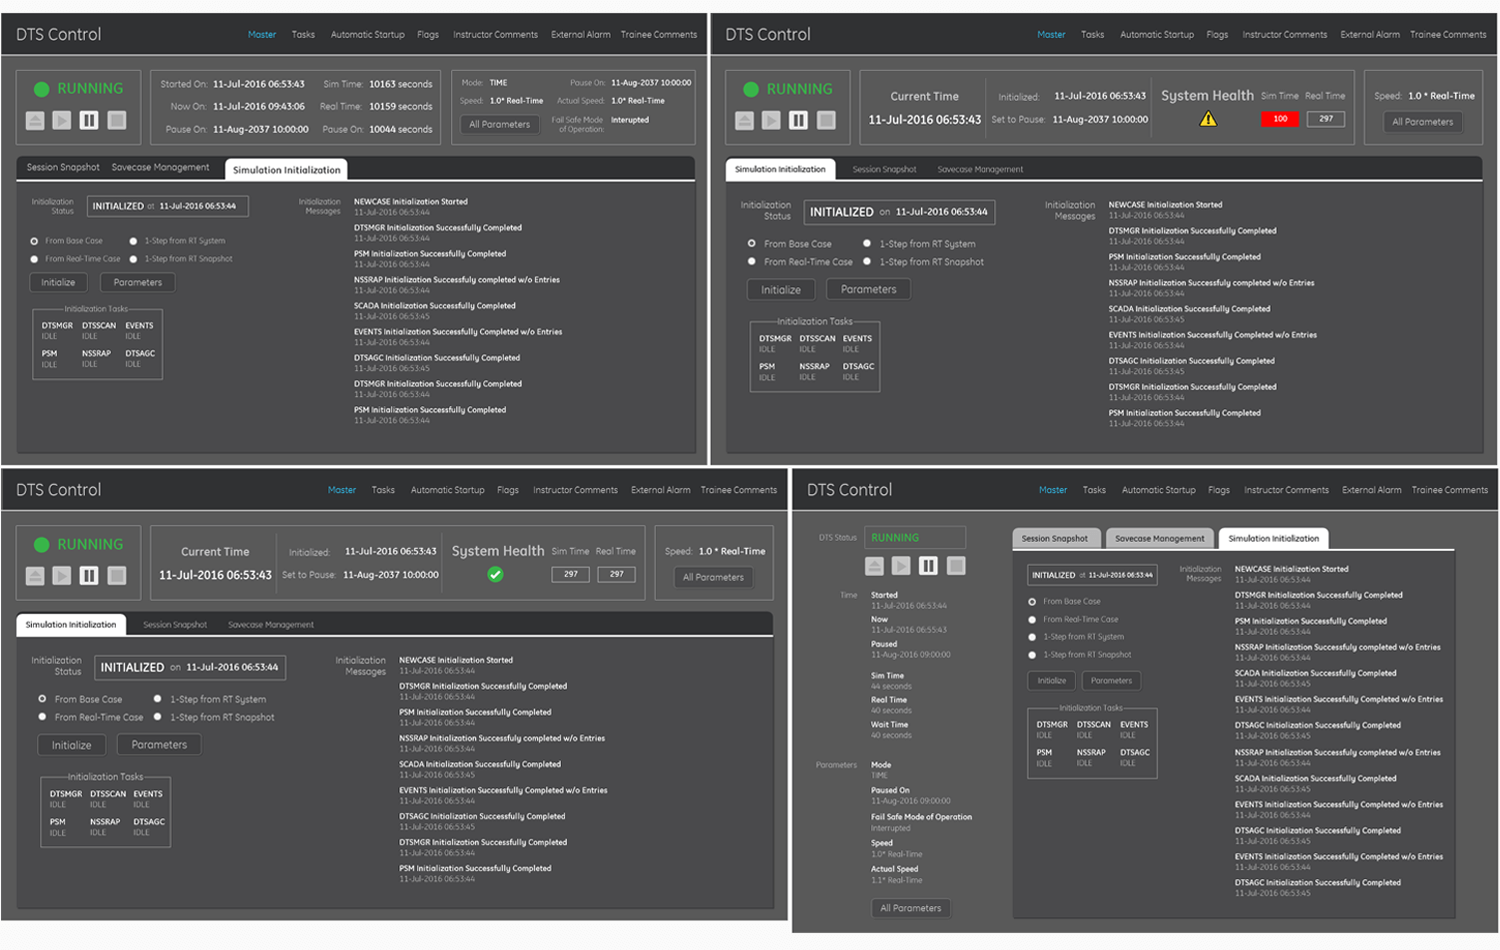 DTS Control
Master Tasks Automatic Startup Flags Instructor Comments External Alarm Trainee Comments
RUNNING
Started On: 11-Jul-2016 06:53:43 Sim Time: 10163 seconds
Now On: 11-Jul-2016 09:43:06 Real Time: 10159 seconds
Pause On: 11-Aug-2037 10:00:00 Pause On: 10044 seconds
Mode: TIME Pause On: 11-Aug-2037 10:00:00
Speed: 1.0* Real-Time Actual Speed: 1.0* Real-Time
All Parameters Fail Safe Mode of Operation: Interupted
Session Snapshot Savecase Management Simulation Initialization
Initialization Status INITIALIZED at 11-Jul-2016 06:53:44
From Base Case 1-Step from RT System
From Real-Time Case 1-Step from RT Snapshot
Initialize Parameters
Initialization Tasks
DTSMGR DTSSCAN EVENTS
IDLE IDLE IDLE
PSM NSSRAP DTSAGC
IDLE IDLE IDLE
Initialization Messages
NEWCASE Initialization Started
11-Jul-2016 06:53:44
DTSMGR Initialization Successfully Completed
11-Jul-2016 06:53:44
PSM Initialization Successfully Completed
11-Jul-2016 06:53:44
NSSRAP Initialization Successfuly completed w/o Entries
11-Jul-2016 06:53:44
SCADA Initialization Successfully Completed
11-Jul-2016 06:53:45
EVENTS Initialization Successfully Completed w/o Entries
11-Jul-2016 06:53:44
DTSAGC Initialization Successfully Completed
11-Jul-2016 06:53:45
DTSMGR Initialization Successfully Completed
11-Jul-2016 06:53:44
PSM Initialization Successfully Completed
11-Jul-2016 06:53:44
DTS Control
Master Tasks Automatic Startup Flags Instructor Comments External Alarm Trainee Comments
RUNNING
Current Time
11-Jul-2016 06:53:43
Initialized: 11-Jul-2016 06:53:43
Set to Pause: 11-Aug-2037 10:00:00
System Health Sim Time Real Time
100 297
Speed: 1.0 * Real-Time
All Parameters
Simulation Initialization Session Snapshot Savecase Management
Initialization Status INITIALIZED on 11-Jul-2016 06:53:44
From Base Case 1-Step from RT System
From Real-Time Case 1-Step from RT Snapshot
Initialize Parameters
Initialization Tasks
DTSMGR DTSSCAN EVENTS
IDLE IDLE IDLE
PSM NSSRAP DTSAGC
IDLE IDLE IDLE
Initialization Messages
NEWCASE Initialization Started
11-Jul-2016 06:53:44
DTSMGR Initialization Successfully Completed
11-Jul-2016 06:53:44
PSM Initialization Successfully Completed
11-Jul-2016 06:53:44
NSSRAP Initialization Successfuly completed w/o Entries
11-Jul-2016 06:53:44
SCADA Initialization Successfully Completed
11-Jul-2016 06:53:45
EVENTS Initialization Successfully Completed w/o Entries
11-Jul-2016 06:53:44
DTSAGC Initialization Successfully Completed
11-Jul-2016 06:53:45
DTSMGR Initialization Successfully Completed
11-Jul-2016 06:53:44
PSM Initialization Successfully Completed
11-Jul-2016 06:53:44
DTS Control
Master Tasks Automatic Startup Flags Instructor Comments External Alarm Trainee Comments
RUNNING
Current Time
11-Jul-2016 06:53:43
Initialized: 11-Jul-2016 06:53:43
Set to Pause: 11-Aug-2037 10:00:00
System Health Sim Time Real Time
297 297
Speed: 1.0 * Real-Time
All Parameters
Simulation Initialization Session Snapshot Savecase Management
Initialization Status INITIALIZED on 11-Jul-2016 06:53:44
From Base Case 1-Step from RT System
From Real-Time Case 1-Step from RT Snapshot
Initialize Parameters
Initialization Tasks
DTSMGR DTSSCAN EVENTS
IDLE IDLE IDLE
PSM NSSRAP DTSAGC
IDLE IDLE IDLE
Initialization Messages
NEWCASE Initialization Started
11-Jul-2016 06:53:44
DTSMGR Initialization Successfully Completed
11-Jul-2016 06:53:44
PSM Initialization Successfully Completed
11-Jul-2016 06:53:44
NSSRAP Initialization Successfuly completed w/o Entries
11-Jul-2016 06:53:44
SCADA Initialization Successfully Completed
11-Jul-2016 06:53:45
EVENTS Initialization Successfully Completed w/o Entries
11-Jul-2016 06:53:44
DTSAGC Initialization Successfully Completed
11-Jul-2016 06:53:45
DTSMGR Initialization Successfully Completed
11-Jul-2016 06:53:44
PSM Initialization Successfully Completed
11-Jul-2016 06:53:44
DTS Control
Master Tasks Automatic Startup Flags Instructor Comments External Alarm Trainee Comments
DTS Status RUNNING
Time Started
11-Jul-2016 06:53:44
Now
11-Jul-2016 06:55:43
Paused
11-Aug-2016 09:00:00
Sim Time
44 seconds
Real Time
40 seconds
Wait Time
40 seconds
Parameters Mode
TIME
Paused On
11-Aug-2016 09:00:00
Fail Safe Mode of Operation
Interrupted
Speed
1.0* Real-Time
Actual Speed
1.1* Real-Time
All Parameters
Session Snapshot Savecase Management Simulation Initialization
INITIALIZED at 11-Jul-2016 06:53:44
From Base Case
From Real-Time Case
1-Step from RT System
1-Step from RT Snapshot
Initialize Parameters
Initialization Tasks
DTSMGR DTSSCAN EVENTS
IDLE IDLE IDLE
PSM NSSRAP DTSAGC
IDLE IDLE IDLE
Initialization Messages
NEWCASE Initialization Started
11-Jul-2016 06:53:44
DTSMGR Initialization Successfully Completed
11-Jul-2016 06:53:44
PSM Initialization Successfully Completed
11-Jul-2016 06:53:44
NSSRAP Initialization Successfuly completed w/o Entries
11-Jul-2016 06:53:44
SCADA Initialization Successfully Completed
11-Jul-2016 06:53:45
EVENTS Initialization Successfully Completed w/o Entries
11-Jul-2016 06:53:44
DTSAGC Initialization Successfully Completed
11-Jul-2016 06:53:45
NSSRAP Initialization Successfuly completed w/o Entries
11-Jul-2016 06:53:44
SCADA Initialization Successfully Completed
11-Jul-2016 06:53:45
EVENTS Initialization Successfully Completed w/o Entries
11-Jul-2016 06:53:44
DTSAGC Initialization Successfully Completed
11-Jul-2016 06:53:45
EVENTS Initialization Successfully Completed w/o Entries
11-Jul-2016 06:53:44
DTSAGC Initialization Successfully Completed
11-Jul-2016 06:53:45